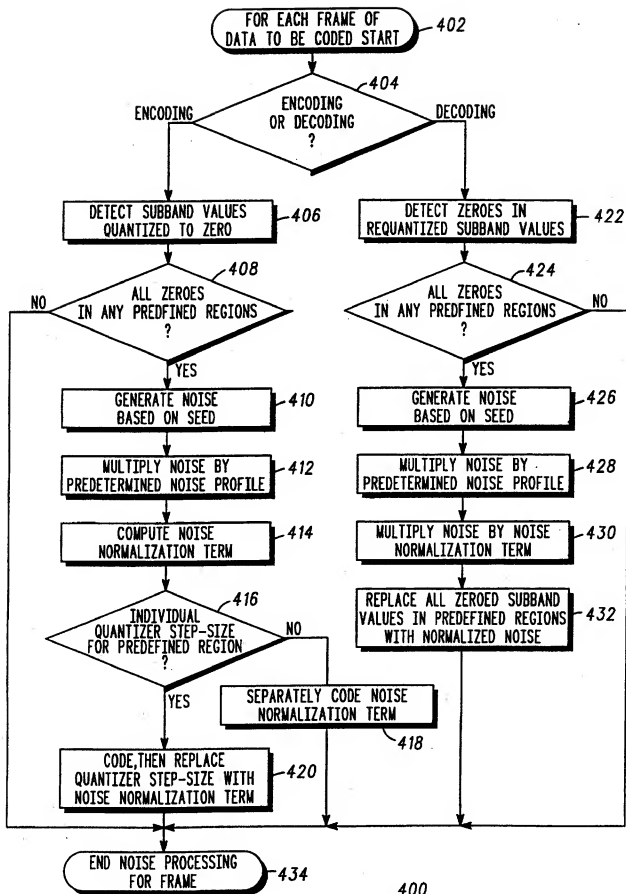 FOR EACH FRAME OF
DATA TO BE CODED START
402
404
ENCODING
OR DECODING
?
ENCODING
DECODING
DETECT SUBBAND VALUES
QUANTIZED TO ZERO
406
DETECT ZEROES IN
REQUANTIZED SUBBAND VALUES
422
408
ALL ZEROES
IN ANY PREDFINED REGIONS
?
NO
YES
424
ALL ZEROES
IN ANY PREDFINED REGIONS
?
NO
YES
GENERATE NOISE
BASED ON SEED
410
GENERATE NOISE
BASED ON SEED
426
MULTIPLY NOISE BY
PREDETERMINED NOISE PROFILE
412
MULTIPLY NOISE BY
PREDETERMINED NOISE PROFILE
428
COMPUTE NOISE
NORMALIZATION TERM
414
MULTIPLY NOISE BY NOISE
NORMALIZATION TERM
430
416
INDIVIDUAL
QUANTIZER STEP-SIZE
FOR PREDEFINED REGION
?
NO
YES
REPLACE ALL ZEROED SUBBAND
VALUES IN PREDEFINED REGIONS
WITH NORMALIZED NOISE
432
SEPARATELY CODE NOISE
NORMALIZATION TERM
418
CODE,THEN REPLACE
QUANTIZER STEP-SIZE WITH
NOISE NORMALIZATION TERM
420
END NOISE PROCESSING
FOR FRAME
434
400